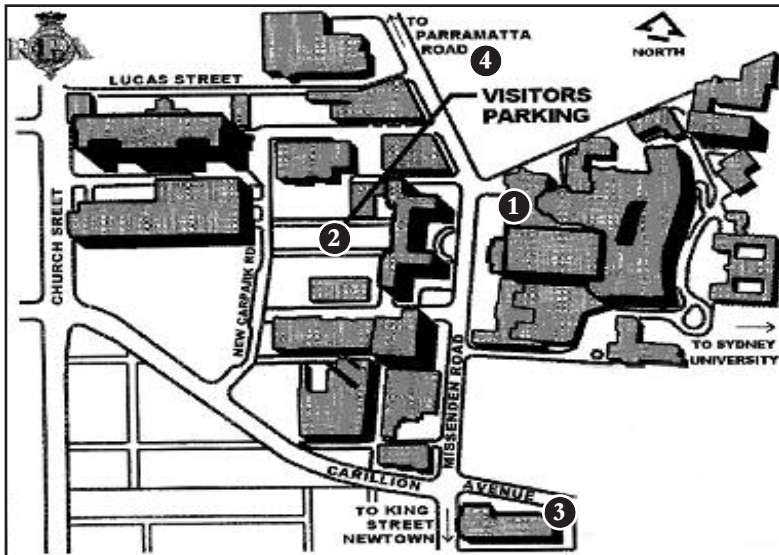 RPA
TO
PARRAMATTA
ROAD
4
NORTH
LUCAS STREET
VISITORS
PARKING
1
2
CHURCH SREET
NEW CARPARK RD
MISSENDEN ROAD
TO SYDNEY
UNIVERSITY
CARILLION AVENUE
3
TO KING
STREET
NEWTOWN